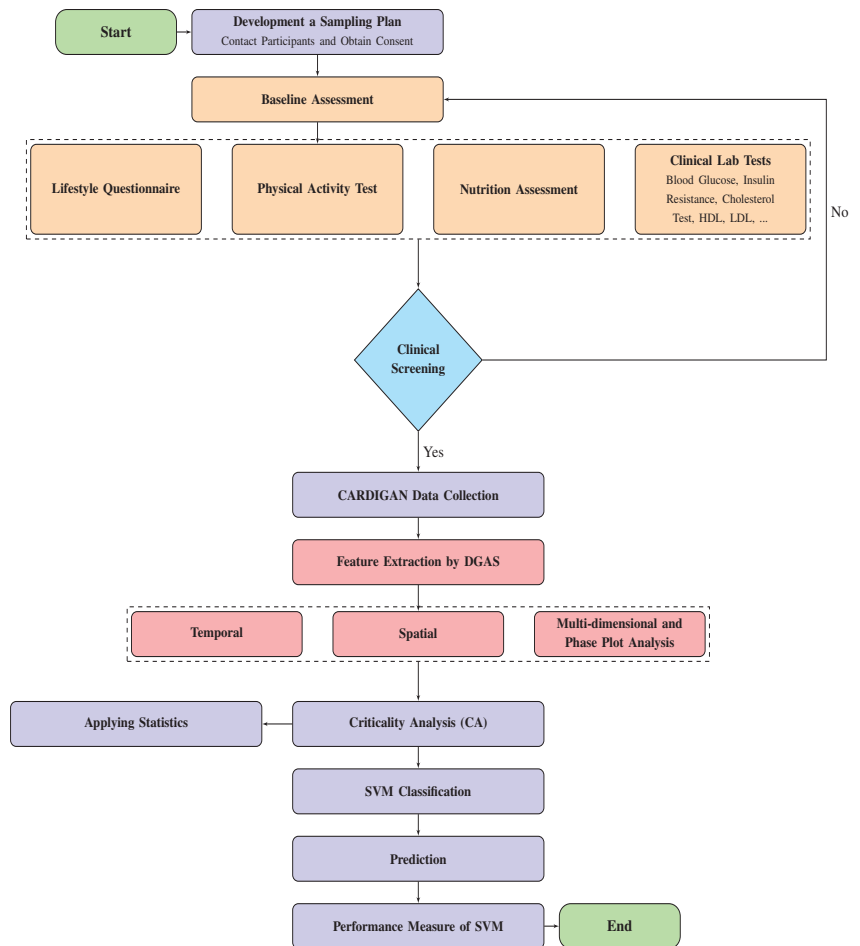 Start
Development a Sampling Plan
Contact Participants and Obtain Consent
Baseline Assessment
Lifestyle Questionnaire
Physical Activity Test
Nutrition Assessment
Clinical Lab Tests
Blood Glucose, Insulin
Resistance, Cholesterol
Test, HDL, LDL, ...
No
Clinical
Screening
Yes
CARDIGAN Data Collection
Feature Extraction by DGAS
Temporal
Spatial
Multi-dimensional and
Phase Plot Analysis
Applying Statistics
Criticality Analysis (CA)
SVM Classification
Prediction
Performance Measure of SVM
End